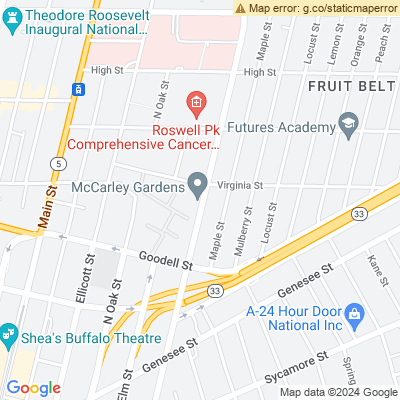 Theodore Roosevelt
Inaugural National...
Map error: g.co/staticmaperror
High St
N Oak St
Maple St
Locust St
Lemon St
Orange St
Peach St
FRUIT BELT
Roswell Pk
Comprehensive Cancer...
Futures Academy
5
Main St
McCarley Gardens
Virginia St
33
Maple St
Mulberry St
Locust St
Goodell St
Ellicott St
N Oak St
Genesee St
Kane St
33
A-24 Hour Door
National Inc
Shea's Buffalo Theatre
Genesee St
Elm St
Sycamore St
Spring
Google
Map data ©2024 Google